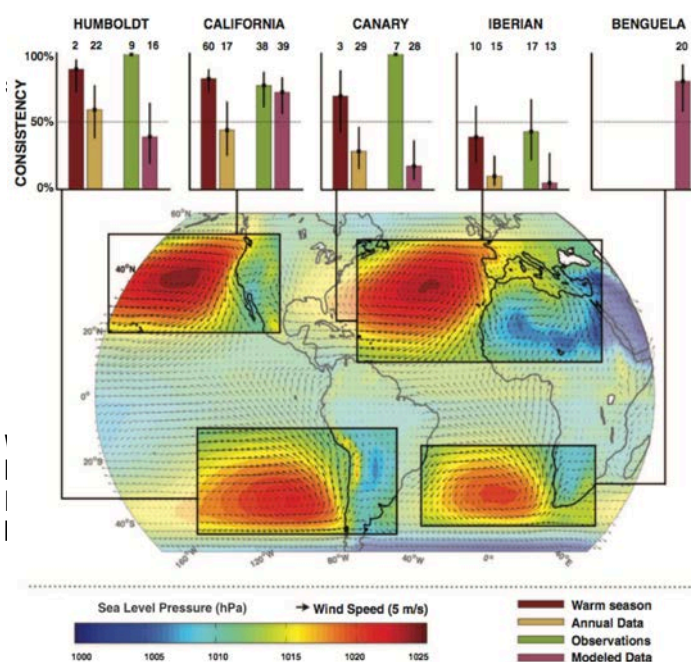 HUMBOLDT CALIFORNIA CANARY IBERIAN BENGUELA
2 22 9 16 60 17 38 39 3 29 7 28 10 15 17 13 20
100%
50%
0%
CONSISTENCY
60°N
40°N
20°N
0°
20°S
40°S
160°W 120°W 80°W 40°W 0° 40°E
Sea Level Pressure (hPa) Wind Speed (5 m/s)
1000 1005 1010 1015 1020 1025
Warm season
Annual Data
Observations
Modeled Data